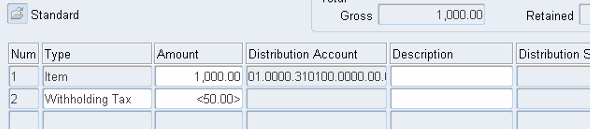 Total
Standard
Gross 1,000.00 Retained
Num Type Amount Distribution Account Description Distribution S
1 Item 1,000.00 01.0000.310100.0000.00.
2 Withholding Tax <50.00>